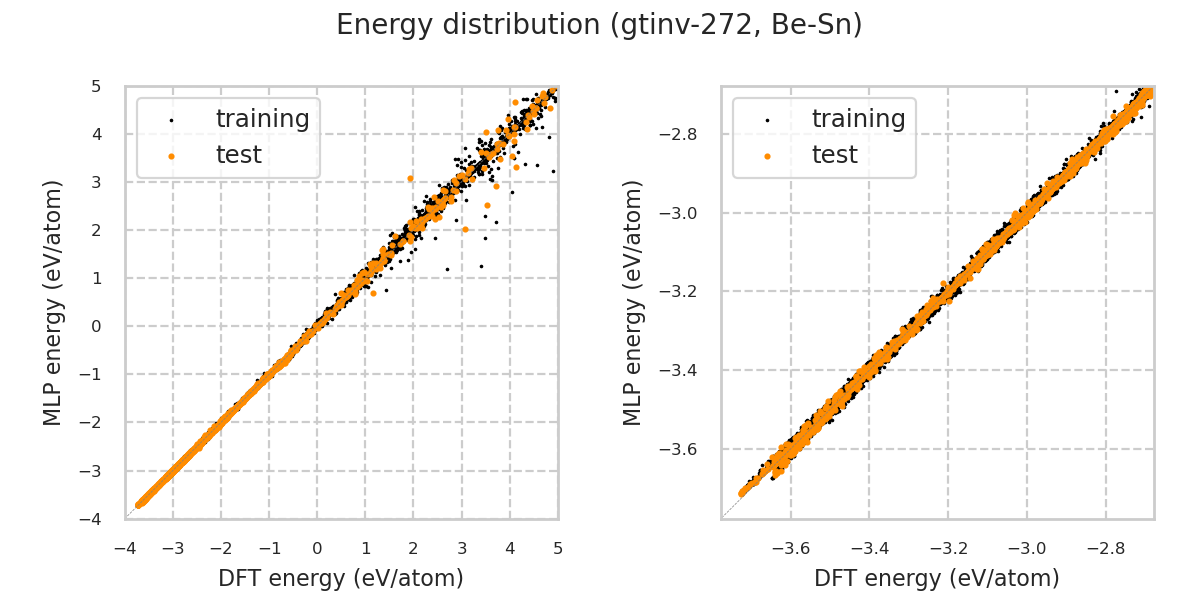 Energy distribution (gtinv-272, Be-Sn)
MLP energy (eV/atom)
5
4
3
2
1
0
−1
−2
−3
−4
training
test
−4 −3 −2 −1 0 1 2 3 4 5
DFT energy (eV/atom)
MLP energy (eV/atom)
−2.8
−3.0
−3.2
−3.4
−3.6
training
test
−3.6 −3.4 −3.2 −3.0 −2.8
DFT energy (eV/atom)